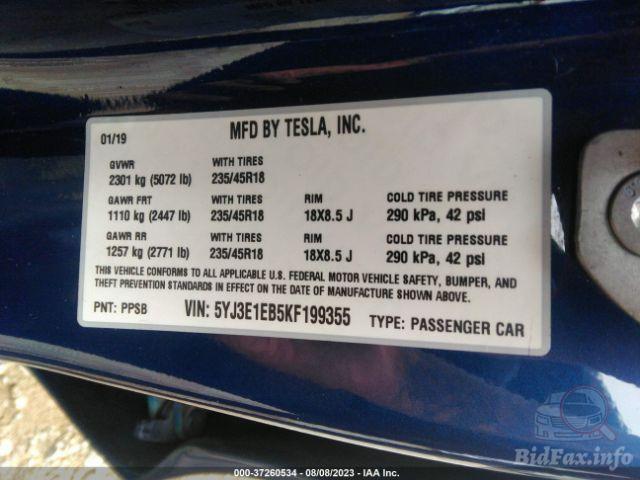 MFD BY TESLA, INC.
01/19
GVWR WITH TIRES
2301 kg (5072 lb) 235/45R18
GAWR FRT WITH TIRES RIM COLD TIRE PRESSURE
1110 kg (2447 lb) 235/45R18 18X8.5 J 290 kPa, 42 psi
GAWR RR WITH TIRES RIM COLD TIRE PRESSURE
1257 kg (2771 lb) 235/45R18 18X8.5 J 290 kPa, 42 psi
THIS VEHICLE CONFORMS TO ALL APPLICABLE U.S. FEDERAL MOTOR VEHICLE SAFETY, BUMPER, AND
THEFT PREVENTION STANDARDS IN EFFECT ON THE DATE OF MANUFACTURE SHOWN ABOVE.
PNT: PPSB VIN: 5YJ3E1EB5KF199355 TYPE: PASSENGER CAR
BidFax.info
000-37260534 - 08/08/2023 - IAA Inc.